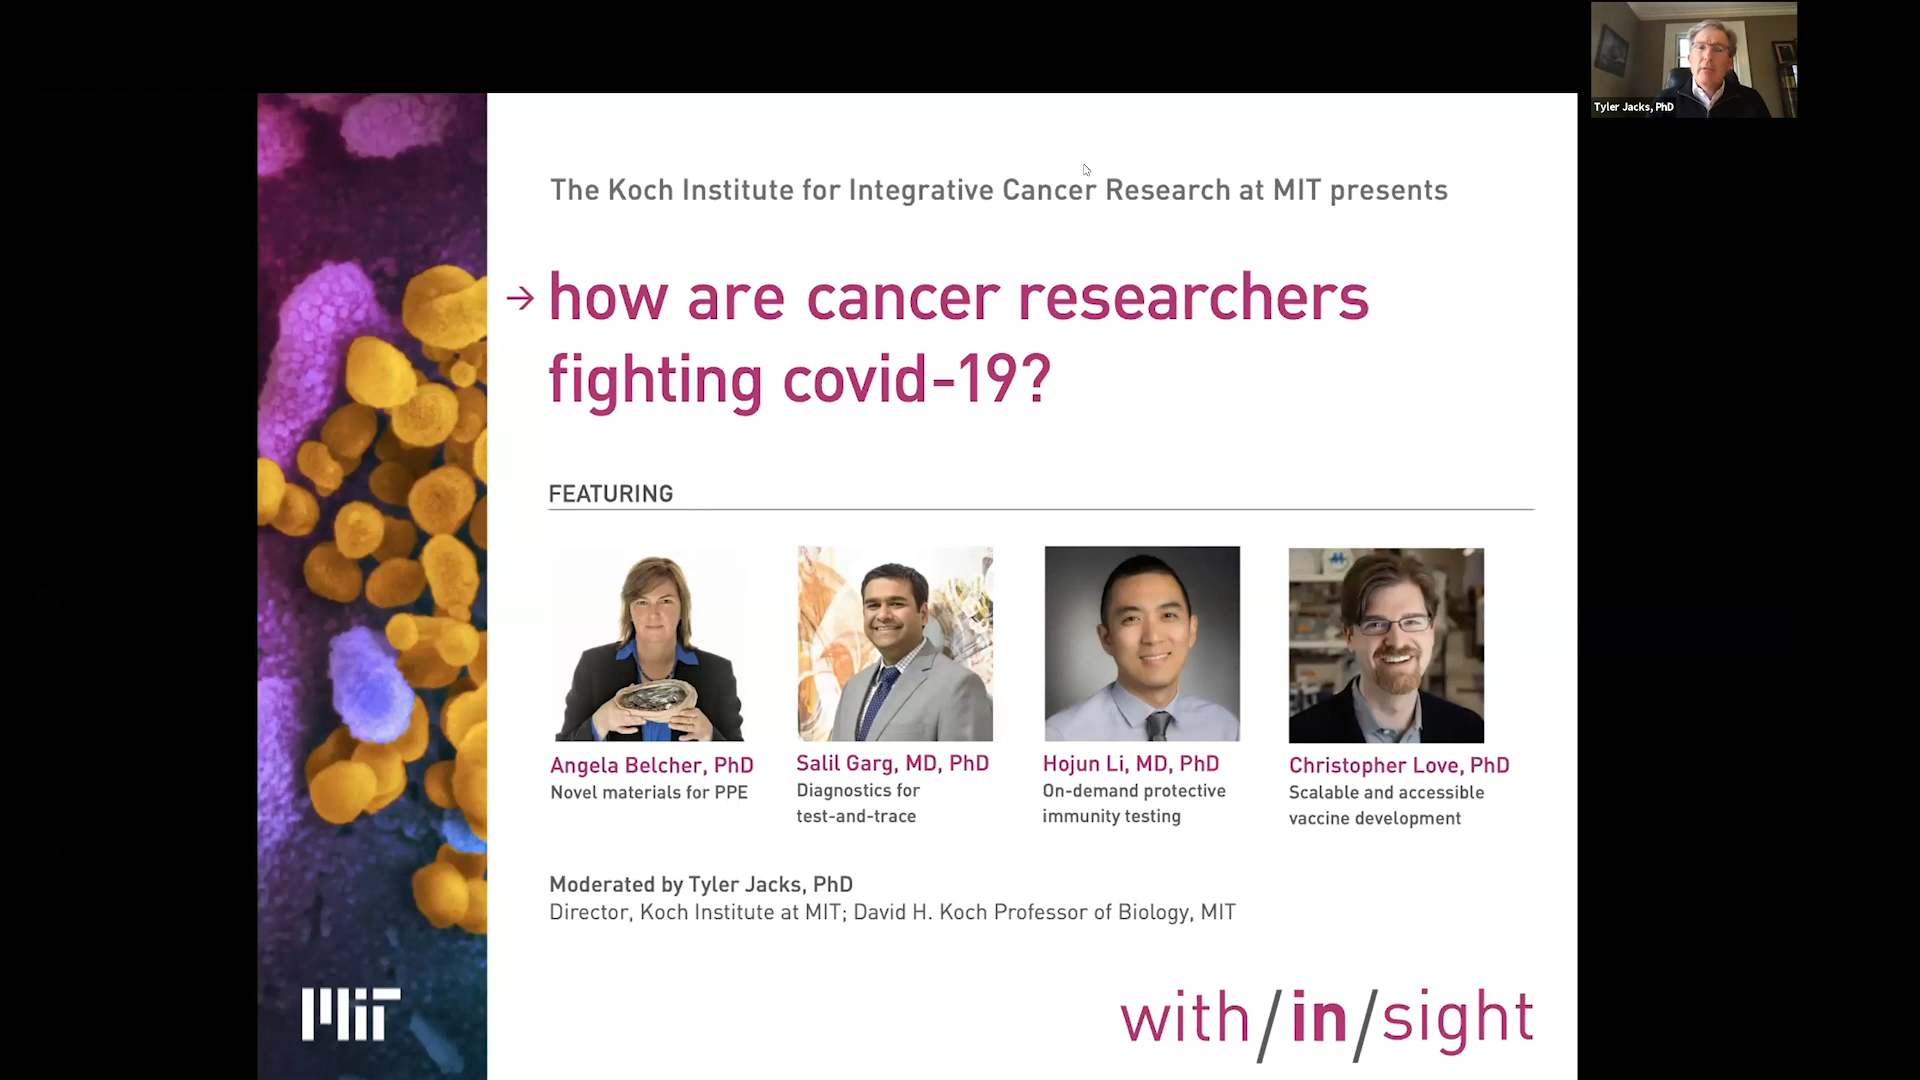 Tyler Jacks, PhD
The Koch Institute for Integrative Cancer Research at MIT presents
→ how are cancer researchers
fighting covid-19?
FEATURING
Angela Belcher, PhD
Novel materials for PPE
Salil Garg, MD, PhD
Diagnostics for
test-and-trace
Hojun Li, MD, PhD
On-demand protective
immunity testing
Christopher Love, PhD
Scalable and accessible
vaccine development
Moderated by Tyler Jacks, PhD
Director, Koch Institute at MIT; David H. Koch Professor of Biology, MIT
MIT
with/in/sight